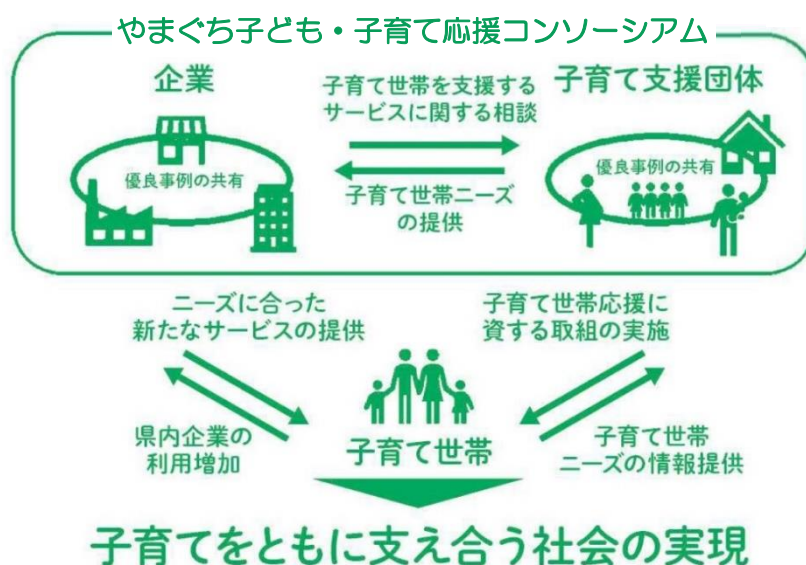 やまぐち子ども・子育て応援コンソーシアム
企業
優良事例の共有
子育て世帯を支援する
サービスに関する相談
子育て世帯ニーズ
の提供
子育て支援団体
優良事例の共有
ニーズに合った
新たなサービスの提供
子育て世帯応援に
資する取組の実施
県内企業の
利用増加
子育て世帯
子育て世帯
ニーズの情報提供
子育てをともに支え合う社会の実現